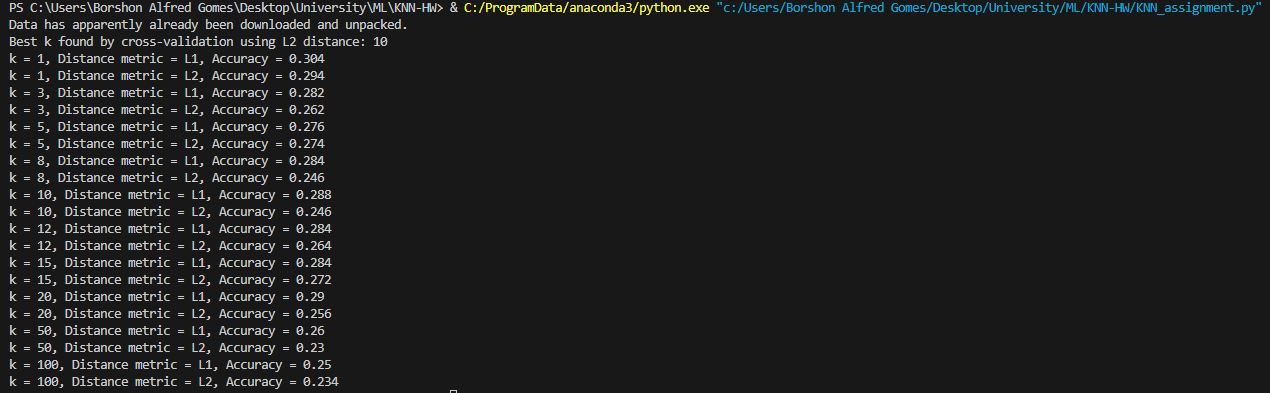 PS C:\Users\Borshon Alfred Gomes\Desktop\University\ML\KNN-HW> & C:/ProgramData/anaconda3/python.exe "c:/Users/Borshon Alfred Gomes/Desktop/University/ML/KNN-HW/KNN_assignment.py"
Data has apparently already been downloaded and unpacked.
Best k found by cross-validation using L2 distance: 10
k = 1, Distance metric = L1, Accuracy = 0.304
k = 1, Distance metric = L2, Accuracy = 0.294
k = 3, Distance metric = L1, Accuracy = 0.282
k = 3, Distance metric = L2, Accuracy = 0.262
k = 5, Distance metric = L1, Accuracy = 0.276
k = 5, Distance metric = L2, Accuracy = 0.274
k = 8, Distance metric = L1, Accuracy = 0.284
k = 8, Distance metric = L2, Accuracy = 0.246
k = 10, Distance metric = L1, Accuracy = 0.288
k = 10, Distance metric = L2, Accuracy = 0.246
k = 12, Distance metric = L1, Accuracy = 0.284
k = 12, Distance metric = L2, Accuracy = 0.264
k = 15, Distance metric = L1, Accuracy = 0.284
k = 15, Distance metric = L2, Accuracy = 0.272
k = 20, Distance metric = L1, Accuracy = 0.29
k = 20, Distance metric = L2, Accuracy = 0.256
k = 50, Distance metric = L1, Accuracy = 0.26
k = 50, Distance metric = L2, Accuracy = 0.23
k = 100, Distance metric = L1, Accuracy = 0.25
k = 100, Distance metric = L2, Accuracy = 0.234